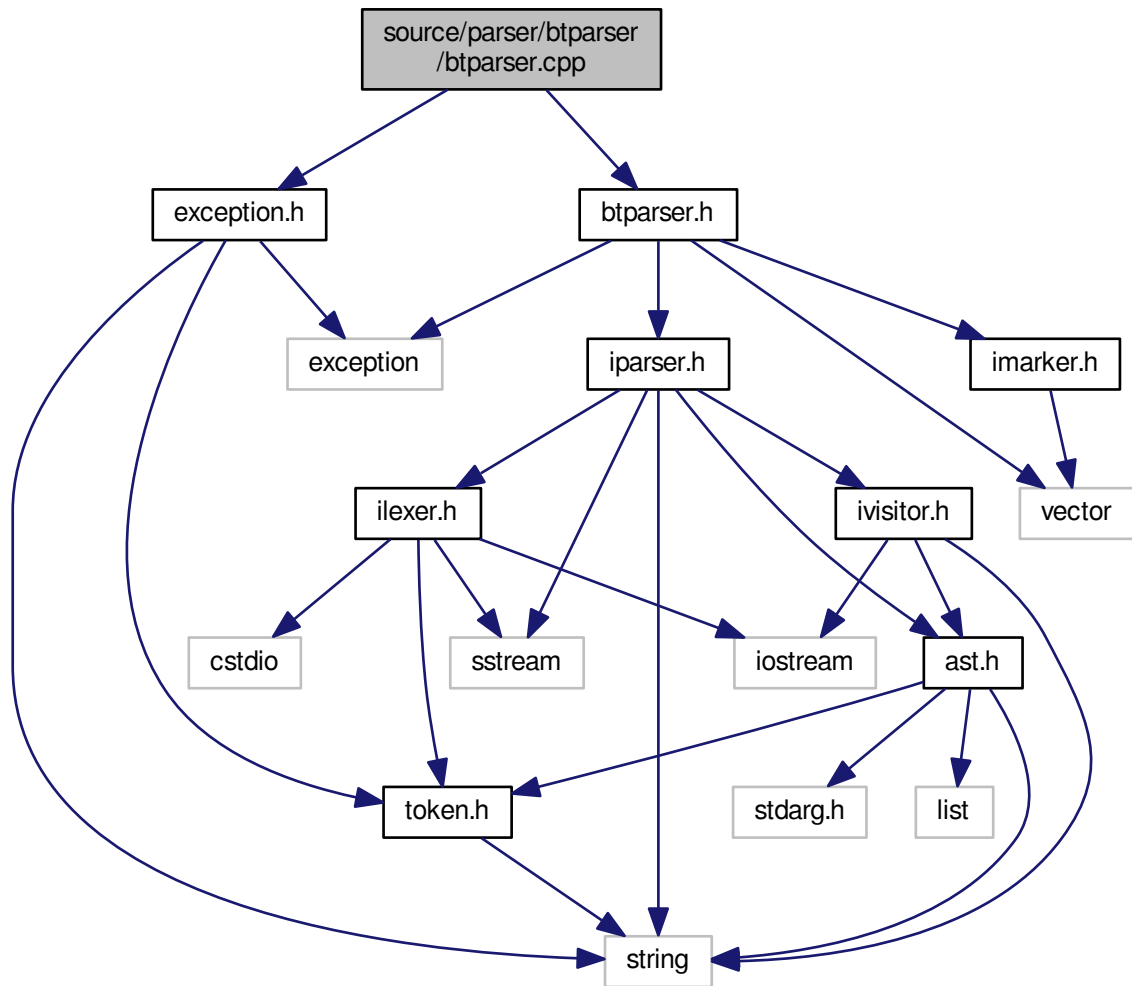 source/parser/btparser
/btparser.cpp
exception.h
btparser.h
exception
iparser.h
imarker.h
ilexer.h
ivisitor.h
vector
cstdio
sstream
iostream
ast.h
token.h
stdarg.h
list
string